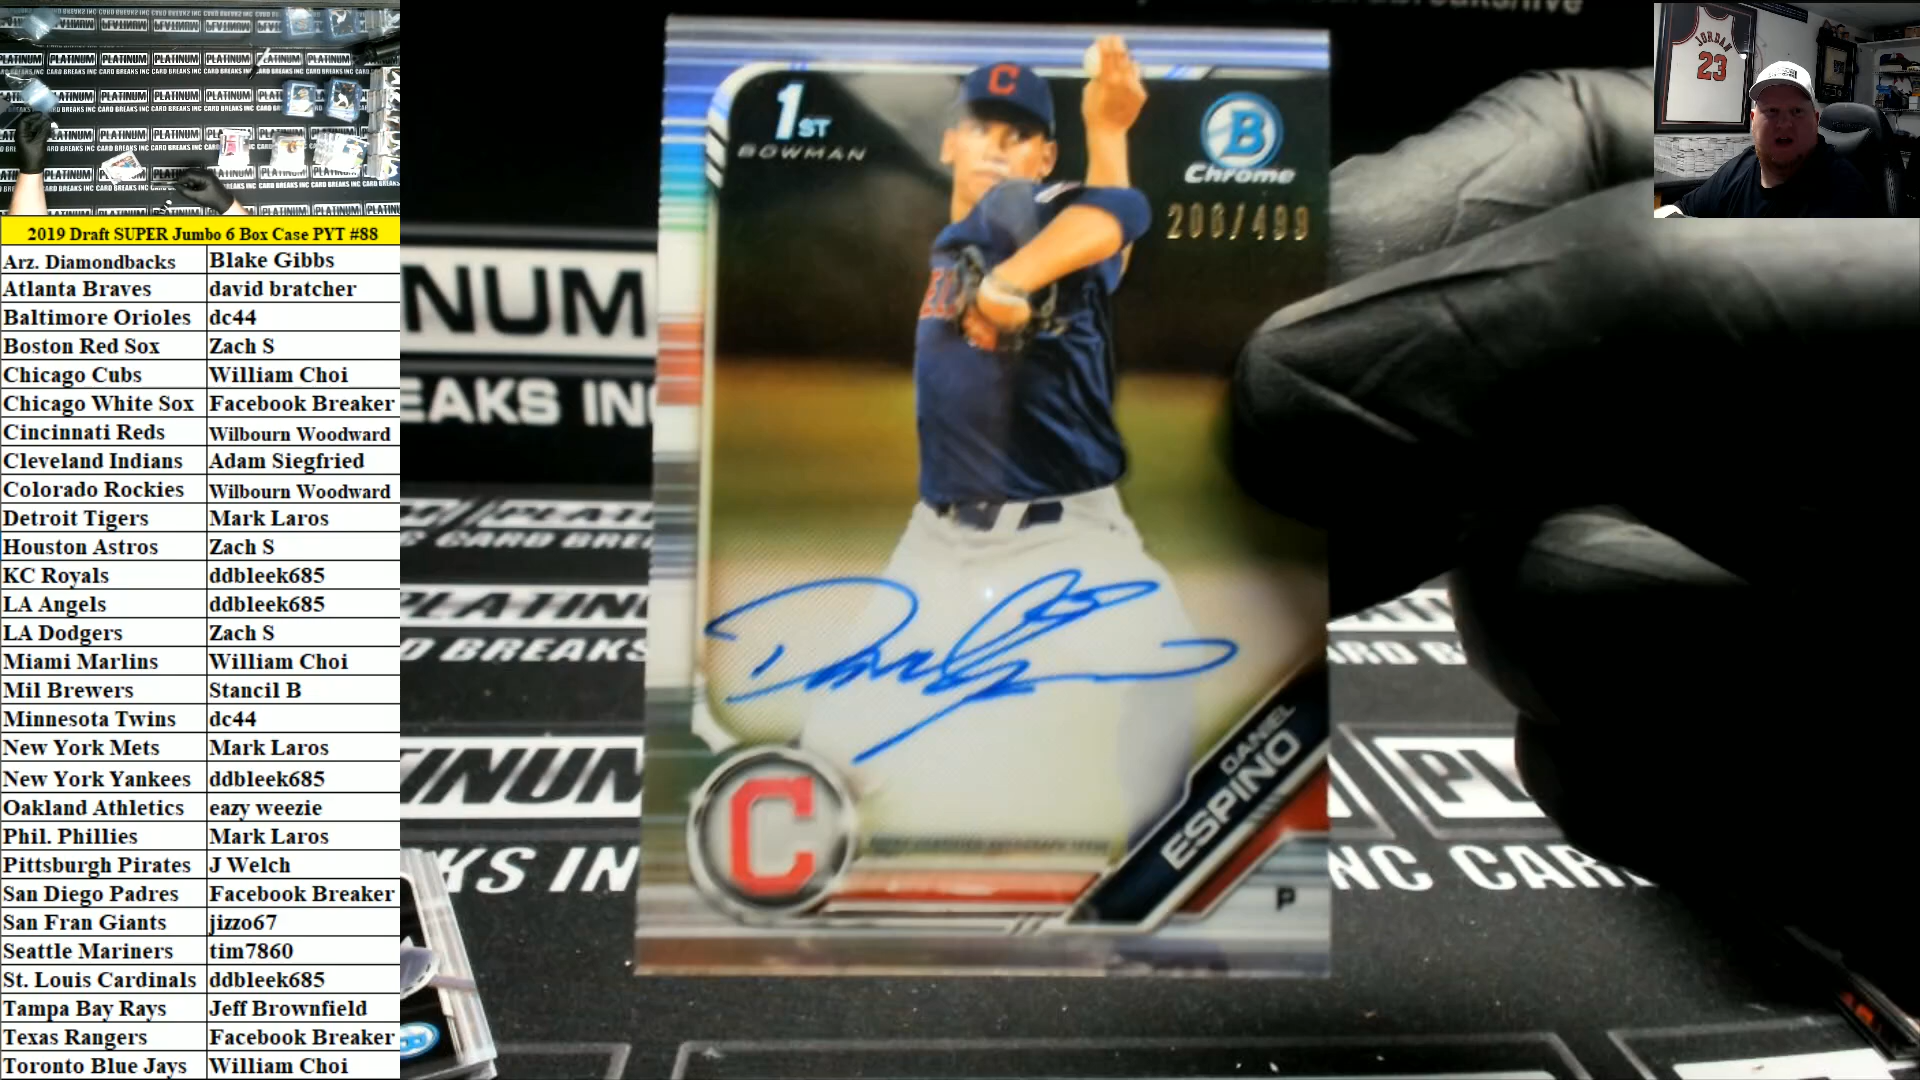 2019 Draft SUPER Jumbo 6 Box Case PYT #88
Arz. Diamondbacks Blake Gibbs
Atlanta Braves david bratcher
Baltimore Orioles dc44
Boston Red Sox Zach S
Chicago Cubs William Choi
Chicago White Sox Facebook Breaker
Cincinnati Reds Wilbourn Woodward
Cleveland Indians Adam Siegfried
Colorado Rockies Wilbourn Woodward
Detroit Tigers Mark Laros
Houston Astros Zach S
KC Royals ddbleek685
LA Angels ddbleek685
LA Dodgers Zach S
Miami Marlins William Choi
Mil Brewers Stancil B
Minnesota Twins dc44
New York Mets Mark Laros
New York Yankees ddbleek685
Oakland Athletics eazy weezie
Phil. Phillies Mark Laros
Pittsburgh Pirates J Welch
San Diego Padres Facebook Breaker
San Fran Giants jizzo67
Seattle Mariners tim7860
St. Louis Cardinals ddbleek685
Tampa Bay Rays Jeff Brownfield
Texas Rangers Facebook Breaker
Toronto Blue Jays William Choi
1ST
BOWMAN
C
B
Chrome
/499
C
DANIEL
ESPINO
P
NUM
EAKS INC
PLATINUM
CARD BREAKS INC
JORDAN
23